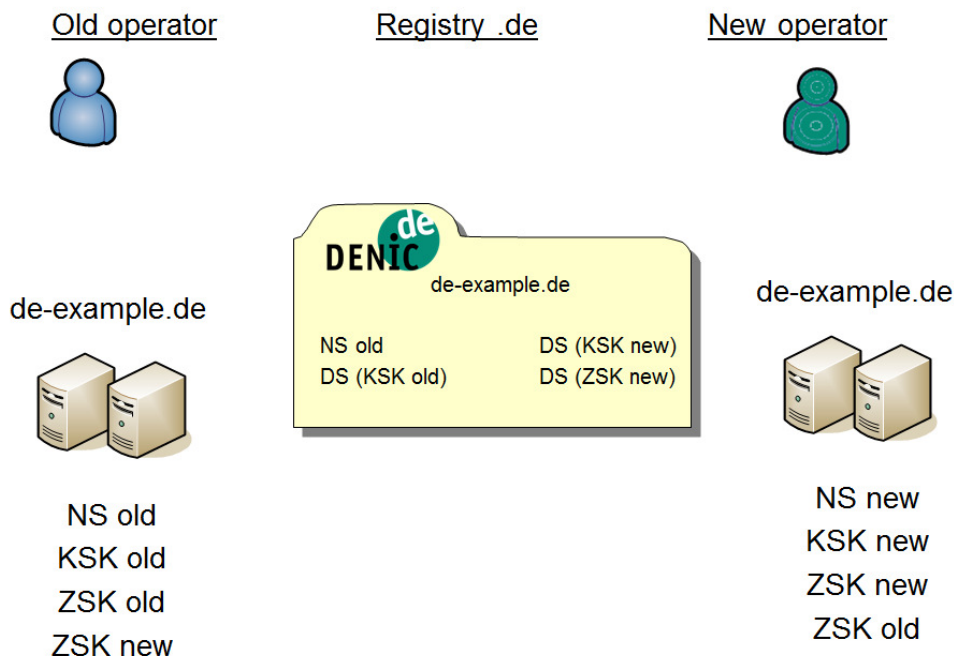 Old operator
Registry .de
New operator
de
DENIC
de-example.de
NS old
DS (KSK new)
DS (KSK old)
DS (ZSK new)
de-example.de
NS old
KSK old
ZSK old
ZSK new
de-example.de
NS new
KSK new
ZSK new
ZSK old